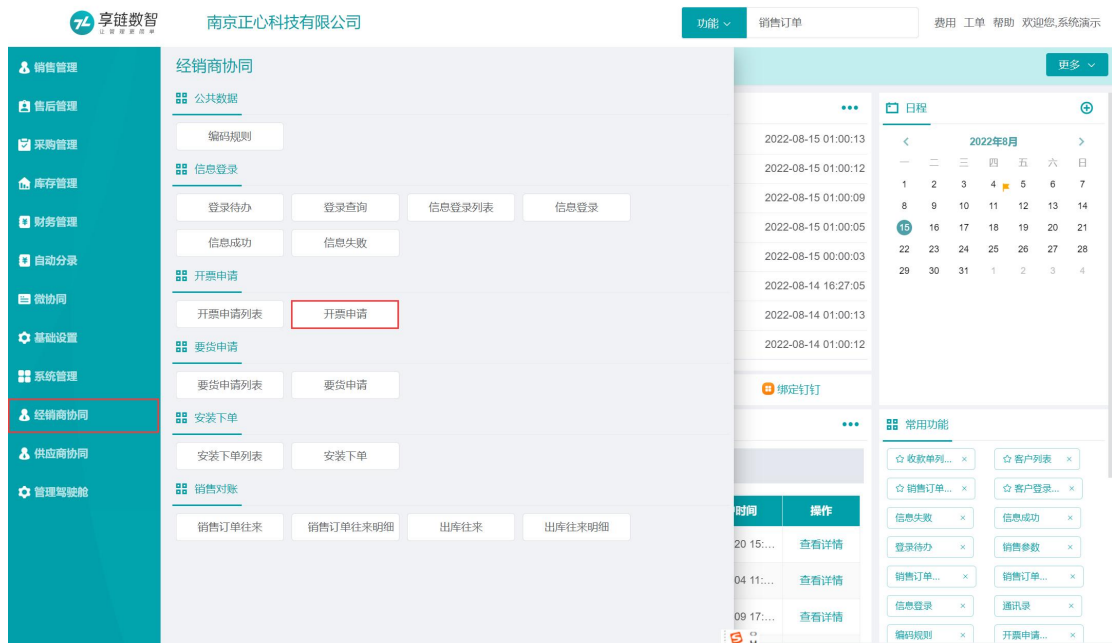 享链数智
让管理更简单
南京正心科技有限公司
功能
销售订单
费用 工单 帮助 欢迎您,系统演示
销售管理
售后管理
采购管理
库存管理
财务管理
自动分录
微协同
基础设置
系统管理
经销商协同
供应商协同
管理驾驶舱
经销商协同
公共数据
编码规则
信息登录
登录待办 登录查询 信息登录列表 信息登录
信息成功 信息失败
开票申请
开票申请列表 开票申请
要货申请
要货申请列表 要货申请
安装下单
安装下单列表 安装下单
销售对账
销售订单往来 销售订单往来明细 出库往来 出库往来明细
更多
2022-08-15 01:00:13
2022-08-15 01:00:12
2022-08-15 01:00:09
2022-08-15 01:00:05
2022-08-15 00:00:03
2022-08-14 16:27:05
2022-08-14 01:00:13
2022-08-14 01:00:12
绑定钉钉
时间 操作
20 15:... 查看详情
04 11:... 查看详情
09 17:... 查看详情
日程
< 2022年8月 >
一 二 三 四 五 六 日
1 2 3 4 5 6 7
8 9 10 11 12 13 14
15 16 17 18 19 20 21
22 23 24 25 26 27 28
29 30 31 1 2 3 4
常用功能
收款单列... × 客户列表 ×
销售订单... × 客户登录... ×
信息失败 × 信息成功 ×
登录待办 × 销售参数 ×
销售订单... × 销售订单... ×
信息登录 × 通讯录 ×
编码规则 × 开票申请... ×